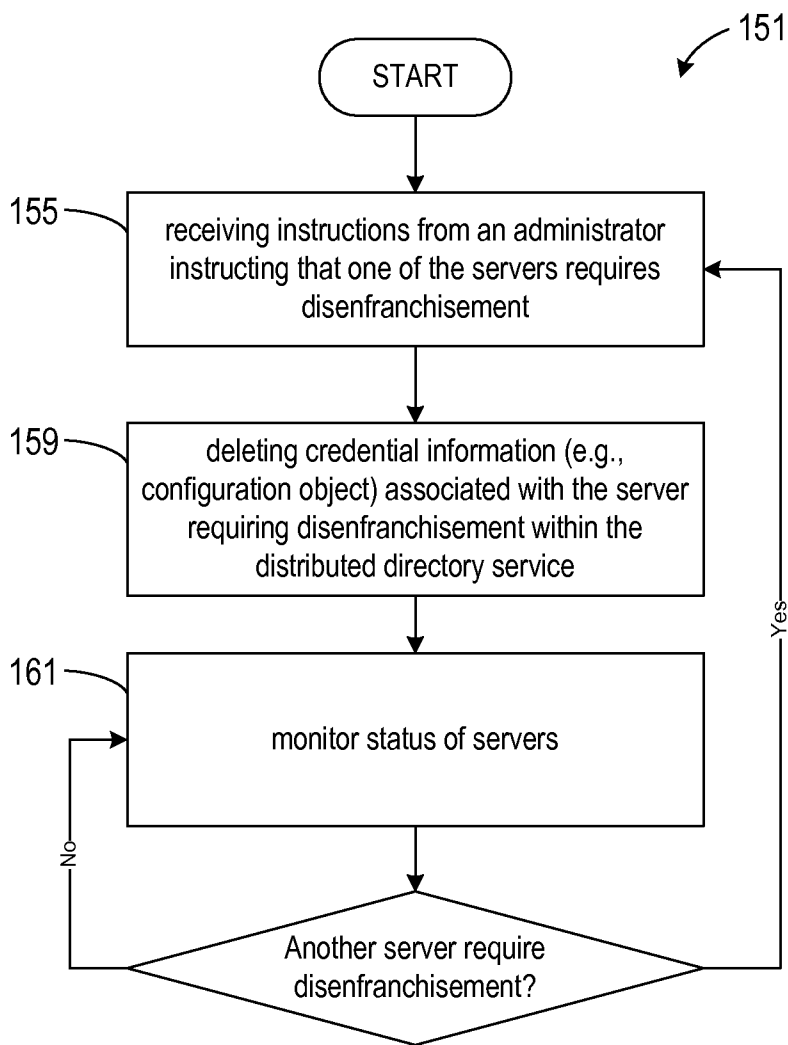 151
START
155
receiving instructions from an administrator
instructing that one of the servers requires
disenfranchisement
159
deleting credential information (e.g.,
configuration object) associated with the server
requiring disenfranchisement within the
distributed directory service
161
monitor status of servers
Yes
No
Another server require
disenfranchisement?